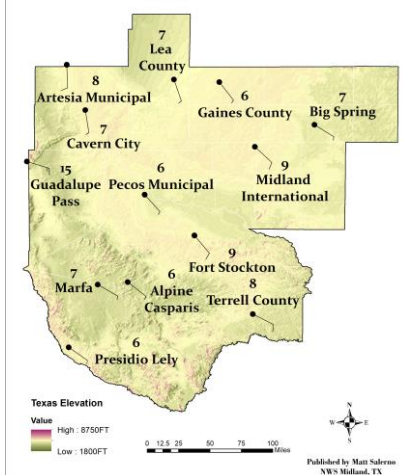 7
Lea
County
8
Artesia Municipal
6
Gaines County
7
Big Spring
7
Cavern City
15
Guadalupe
Pass
6
Pecos Municipal
9
Midland
International
9
Fort Stockton
7
Marfa
6
Alpine
Casparis
8
Terrell County
6
Presidio Lely
Texas Elevation
Value
High : 8750FT
Low : 1800FT
0 12.5 25 50 75 100
Miles
N
W E
S
Published by Matt Salerno
NWS Midland, TX